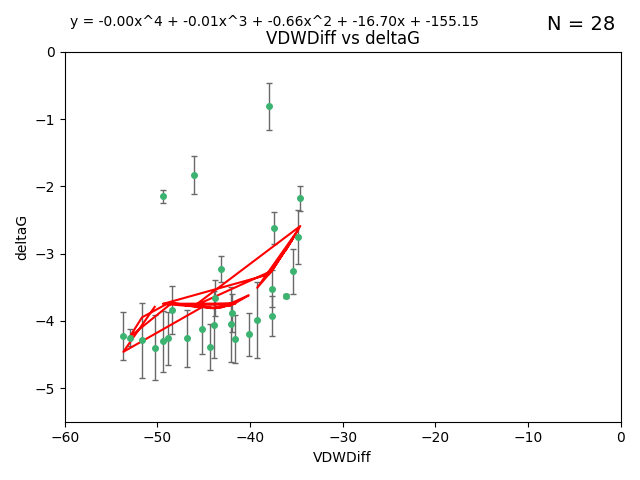 y = -0.00x^4 + -0.01x^3 + -0.66x^2 + -16.70x + -155.15
N = 28
VDWDiff vs deltaG
0
−1
−2
−3
−4
−5
deltaG
−60 −50 −40 −30 −20 −10 0
VDWDiff